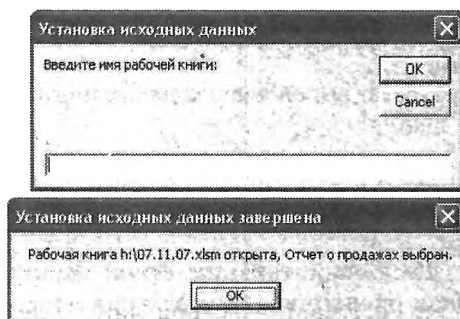 Установка исходных данных
Введите имя рабочей книги:
OK
Cancel
Установка исходных данных завершена
Рабочая книга h:\07.11.07.xlsm открыта, Отчет о продажах выбран.
OK